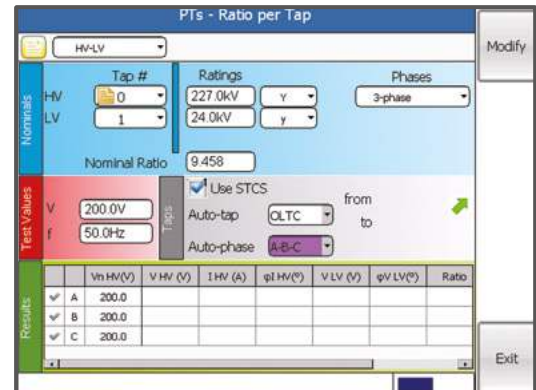 PTs - Ratio per Tap
HV-LV
Modify
Nominals
Tap # Ratings Phases
HV 0 227.0kV Y 3-phase
LV 1 24.0kV y
Nominal Ratio 9.458
Test Values
V 200.0V
f 50.0Hz
Taps
Use STCS
Auto-tap OLTC from
to
Auto-phase A-B-C
Results
Vn HV(V) V HV (V) I HV (A) φI HV(°) V LV (V) φV LV(°) Ratio
A 200.0
B 200.0
C 200.0
Exit